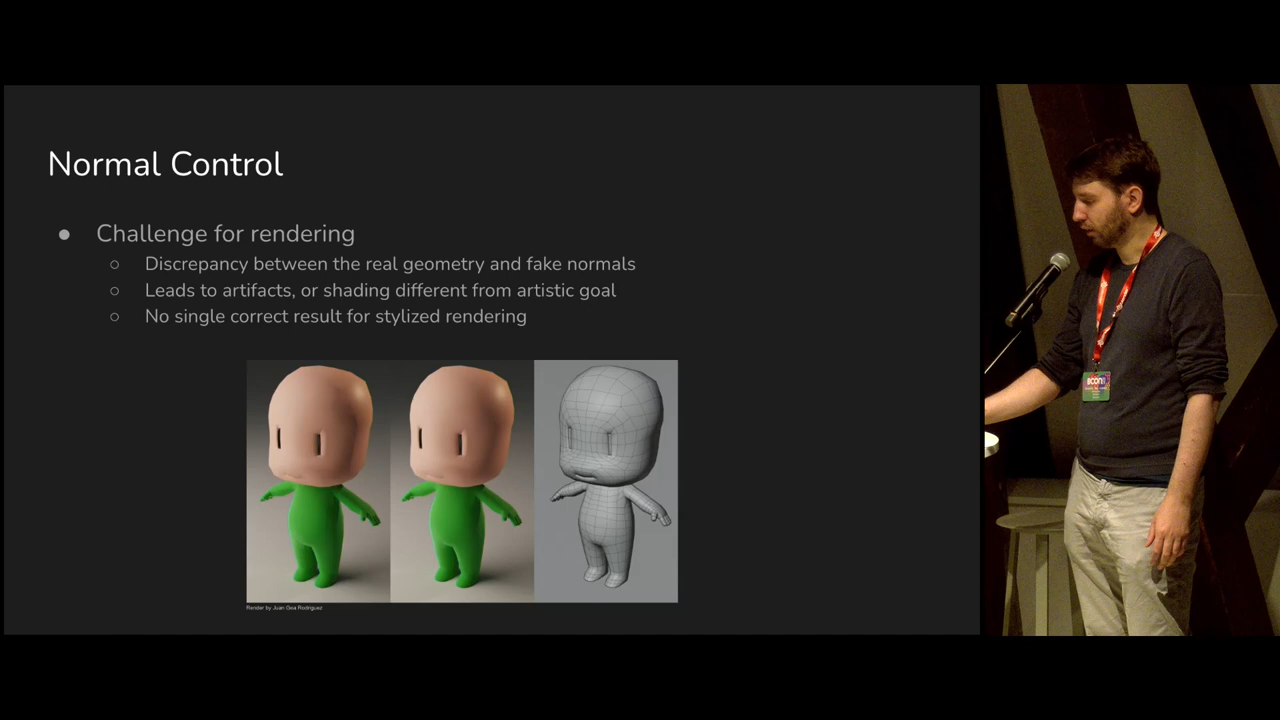 Normal Control
● Challenge for rendering
○ Discrepancy between the real geometry and fake normals
○ Leads to artifacts, or shading different from artistic goal
○ No single correct result for stylized rendering
Render by Juan Gea Rodriguez